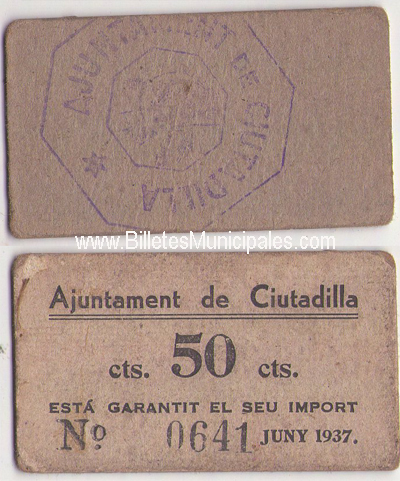 AJUNTAMENT DE CIUTADILLA
www.BilletesMunicipales.com
Ajuntament de Ciutadilla
cts. 50 cts.
ESTÁ GARANTIT EL SEU IMPORT
Nº 0641 JUNY 1937.